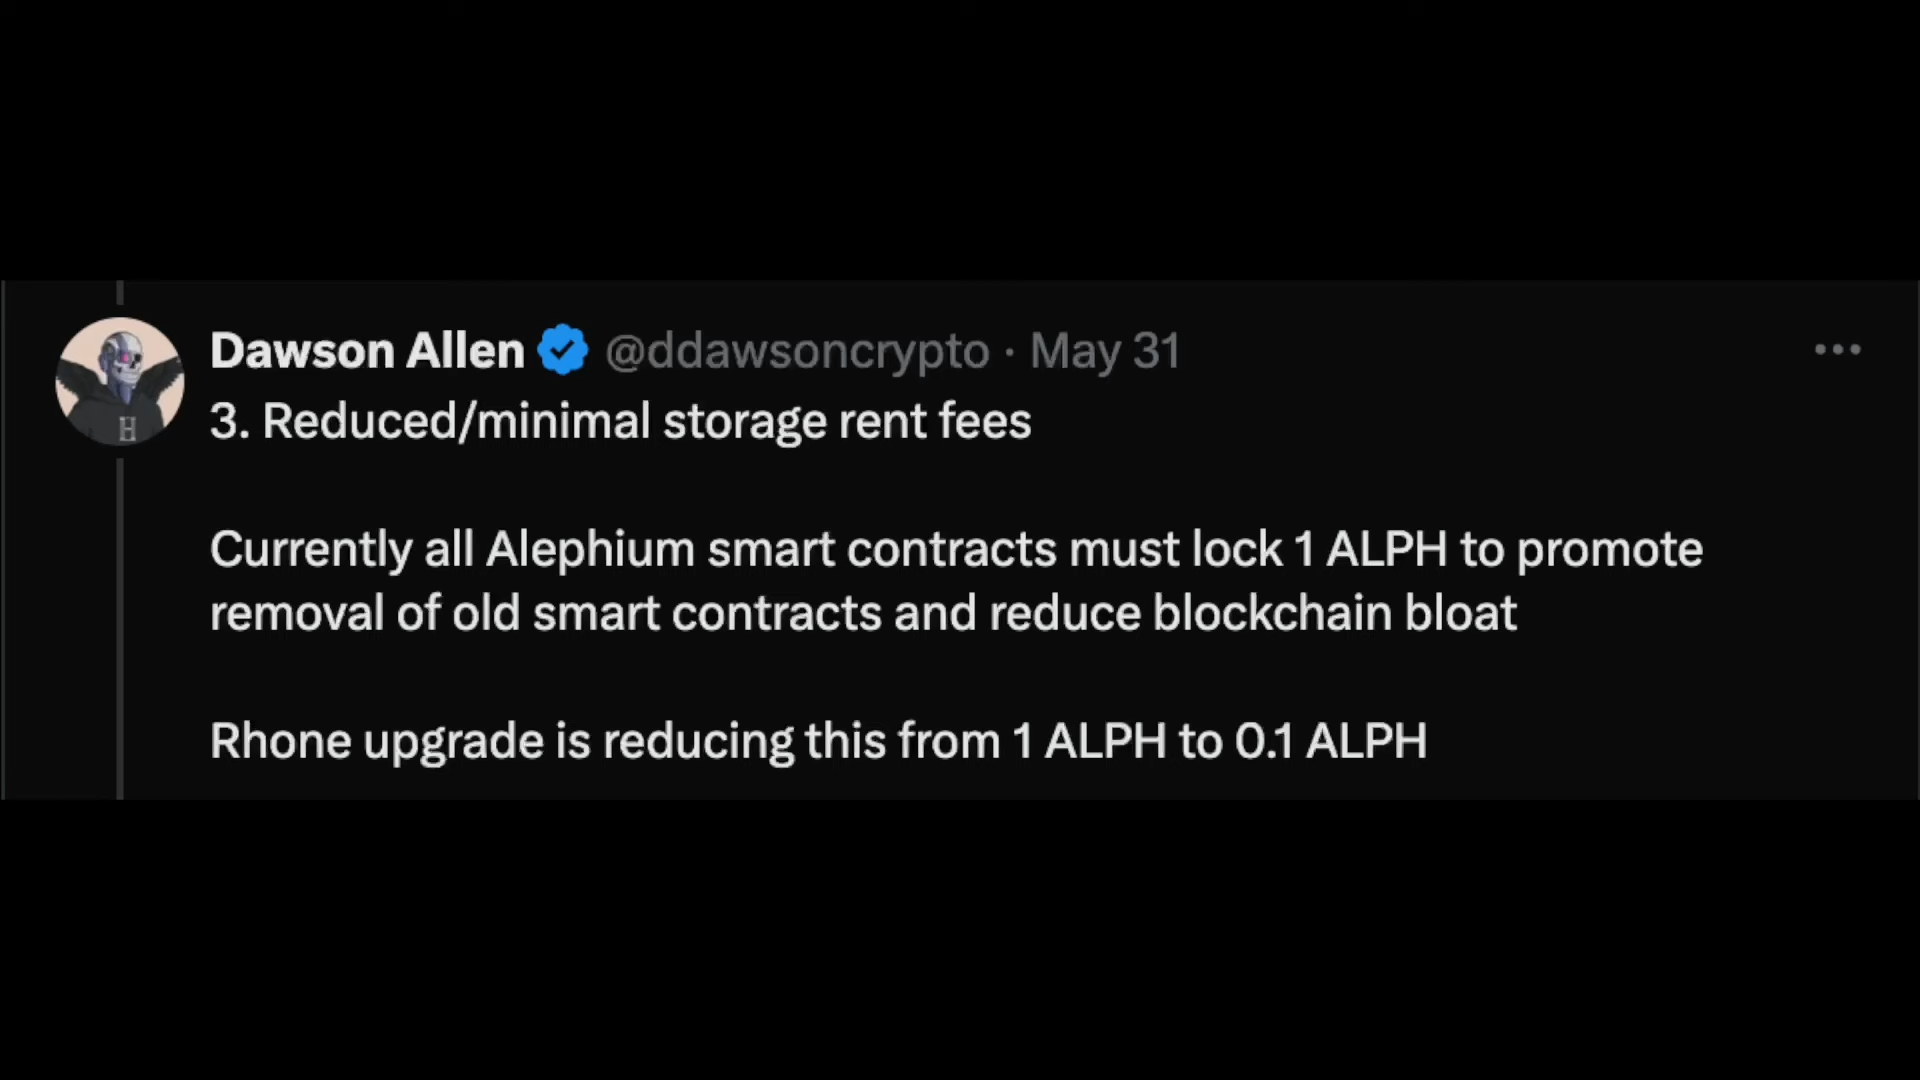 Dawson Allen @ddawsoncrypto · May 31
3. Reduced/minimal storage rent fees
Currently all Alephium smart contracts must lock 1 ALPH to promote
removal of old smart contracts and reduce blockchain bloat
Rhone upgrade is reducing this from 1 ALPH to 0.1 ALPH
H